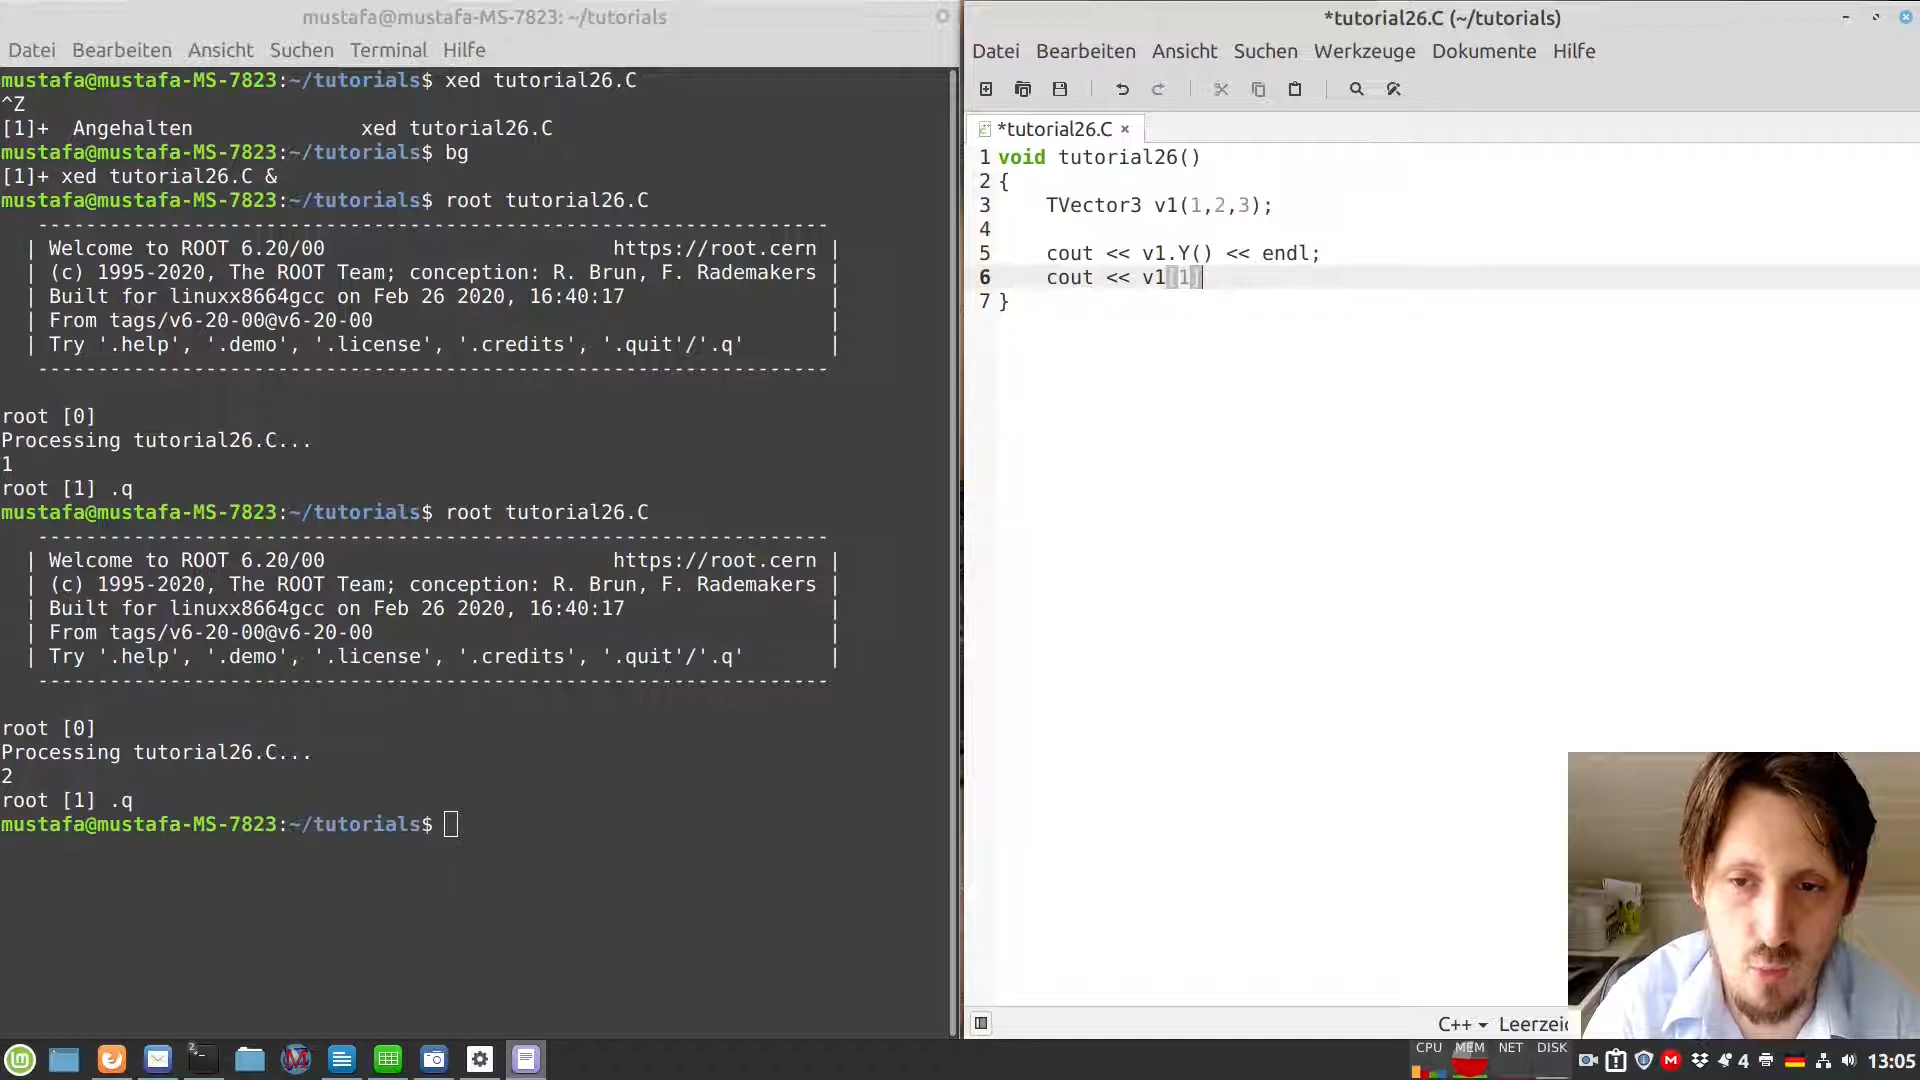 mustafa@mustafa-MS-7823: ~/tutorials
Datei Bearbeiten Ansicht Suchen Terminal Hilfe
mustafa@mustafa-MS-7823:~/tutorials$ xed tutorial26.C
^Z
[1]+  Angehalten              xed tutorial26.C
mustafa@mustafa-MS-7823:~/tutorials$ bg
[1]+ xed tutorial26.C &
mustafa@mustafa-MS-7823:~/tutorials$ root tutorial26.C
------------------------------------------------------------------
| Welcome to ROOT 6.20/00                        https://root.cern |
| (c) 1995-2020, The ROOT Team; conception: R. Brun, F. Rademakers |
| Built for linuxx8664gcc on Feb 26 2020, 16:40:17                 |
| From tags/v6-20-00@v6-20-00                                      |
| Try '.help', '.demo', '.license', '.credits', '.quit'/'.q'       |
------------------------------------------------------------------
root [0]
Processing tutorial26.C...
1
root [1] .q
mustafa@mustafa-MS-7823:~/tutorials$ root tutorial26.C
------------------------------------------------------------------
| Welcome to ROOT 6.20/00                        https://root.cern |
| (c) 1995-2020, The ROOT Team; conception: R. Brun, F. Rademakers |
| Built for linuxx8664gcc on Feb 26 2020, 16:40:17                 |
| From tags/v6-20-00@v6-20-00                                      |
| Try '.help', '.demo', '.license', '.credits', '.quit'/'.q'       |
------------------------------------------------------------------
root [0]
Processing tutorial26.C...
2
root [1] .q
mustafa@mustafa-MS-7823:~/tutorials$
*tutorial26.C (~/tutorials)
Datei Bearbeiten Ansicht Suchen Werkzeuge Dokumente Hilfe
*tutorial26.C ×
1 void tutorial26()
2 {
3     TVector3 v1(1,2,3);
4
5     cout << v1.Y() << endl;
6     cout << v1(1)
7 }
C++ Leerzei
CPU MEM NET DISK
4 13:05